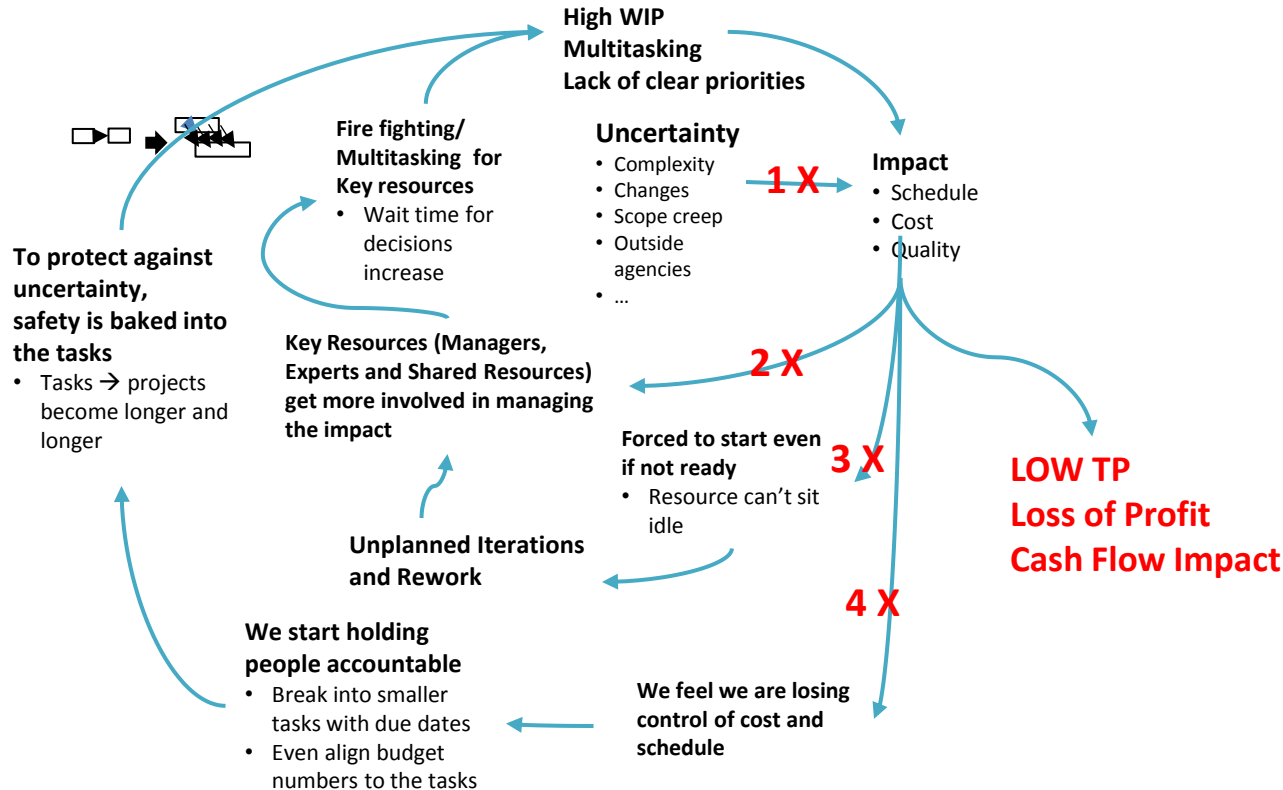 High WIP
Multitasking
Lack of clear priorities
Fire fighting/
Multitasking for
Key resources
• Wait time for
decisions
increase
Uncertainty
• Complexity
• Changes
• Scope creep
• Outside
agencies
• ...
1 X
Impact
• Schedule
• Cost
• Quality
To protect against
uncertainty,
safety is baked into
the tasks
• Tasks → projects
become longer and
longer
Key Resources (Managers,
Experts and Shared Resources)
get more involved in managing
the impact
2 X
Forced to start even
if not ready
• Resource can't sit
idle
3 X
LOW TP
Loss of Profit
Cash Flow Impact
Unplanned Iterations
and Rework
4 X
We start holding
people accountable
• Break into smaller
tasks with due dates
• Even align budget
numbers to the tasks
We feel we are losing
control of cost and
schedule